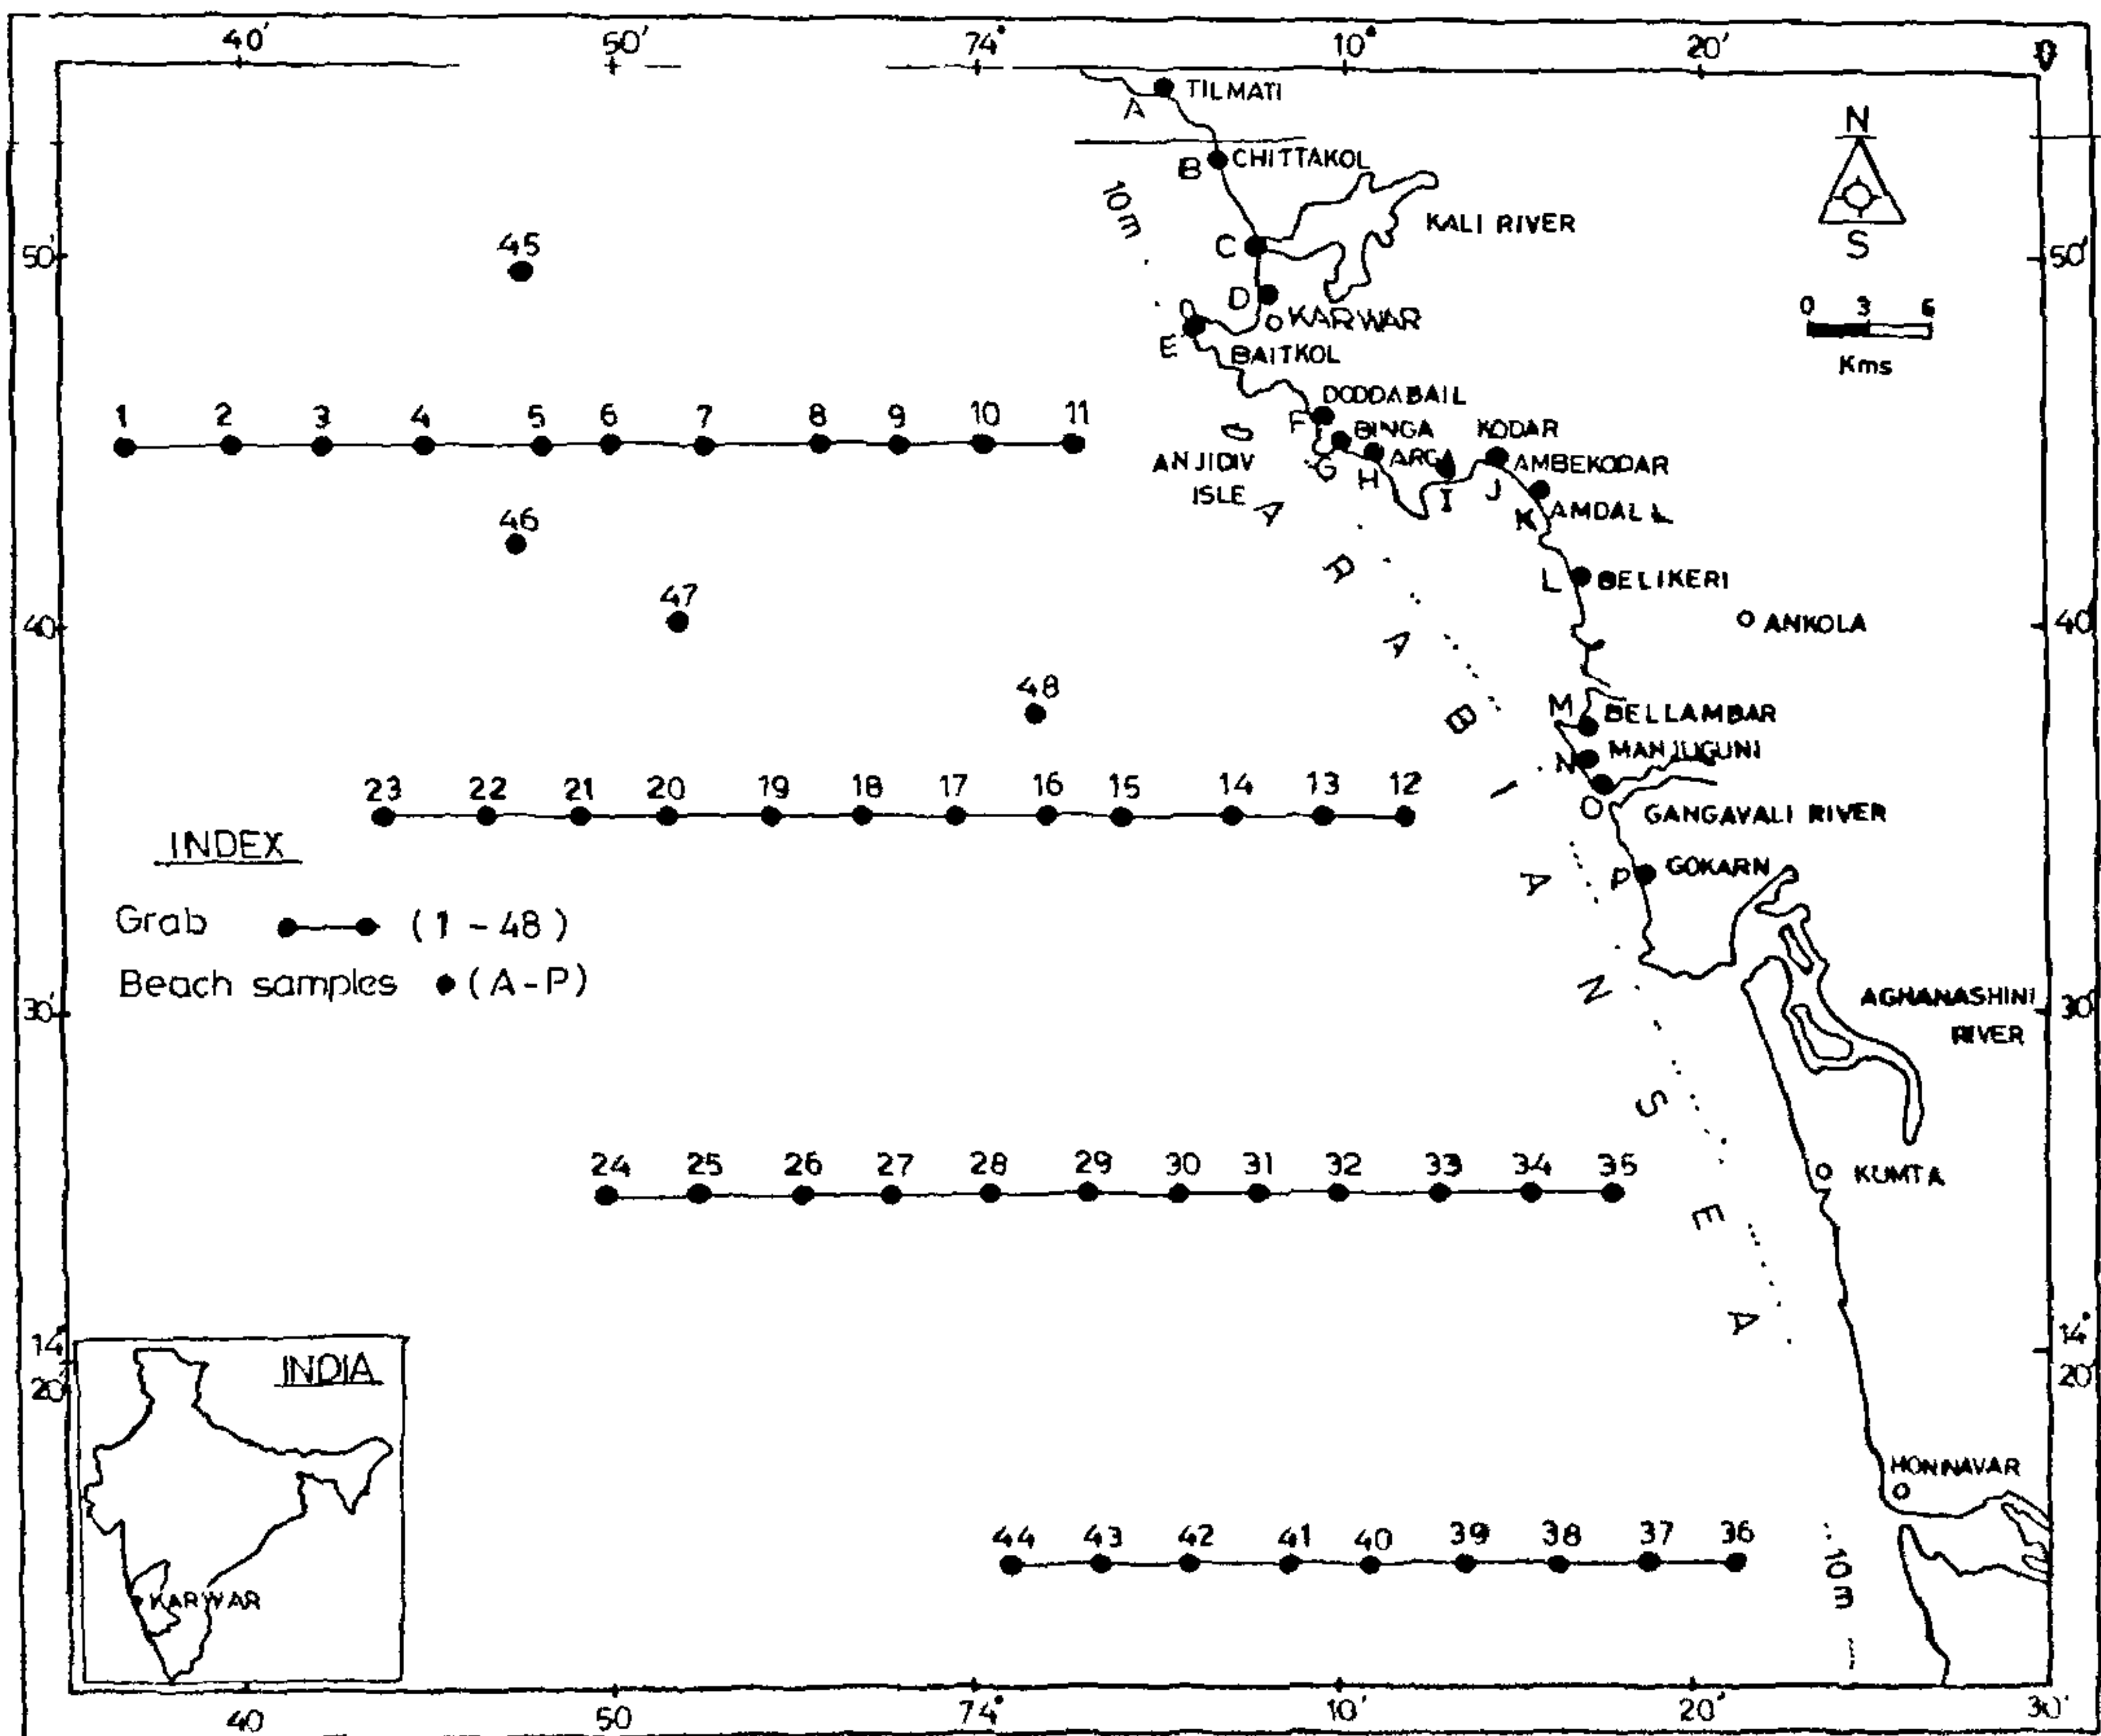 40' 50' 74° 10° 20'
A TILMATI
N
B CHITTAKOL
10m
KALI RIVER
S
45
C
50' 50'
D
0 3 6
KARWAR
E
BAITKOL
Kms
DODDABAIL
1 2 3 4 5 6 7 8 9 10 11
F BINGA KODAR
ANJIDIV G H ARGA I J AMBEKODAR
ISLE
46
K AMDALL
L BELIKERI
47
40 40'
ANKOLA
48
M BELLAMBAR
N MANJUGUNI
23 22 21 20 19 18 17 16 15 14 13 12
O
GANGAVALI RIVER
INDEX
P GOKARN
Grab (1 - 48)
Beach samples (A-P)
30' 30'
AGHANASHINI
RIVER
ARABIAN SEA
24 25 26 27 28 29 30 31 32 33 34 35
KUMTA
14° 14°
20' 20'
INDIA
KARWAR
HONNAVAR
44 43 42 41 40 39 38 37 36
10m
40 50 74° 10' 20' 30'